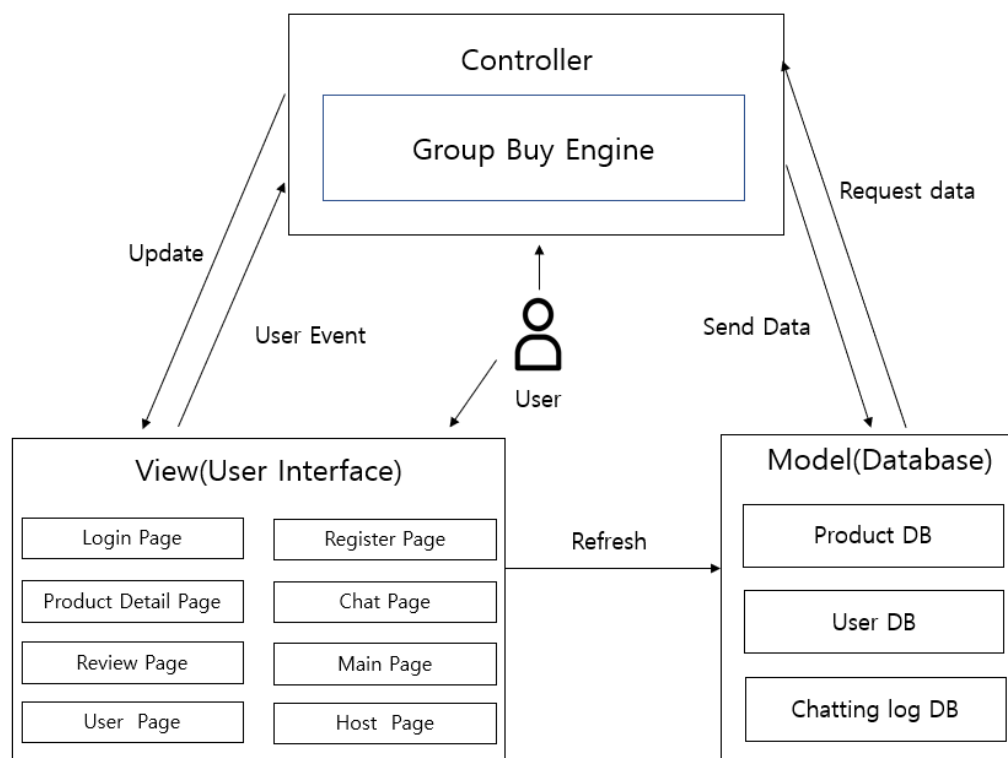 Controller
Group Buy Engine
Request data
Update
User Event
Send Data
User
View(User Interface)
Login Page
Register Page
Product Detail Page
Chat Page
Review Page
Main Page
User Page
Host Page
Refresh
Model(Database)
Product DB
User DB
Chatting log DB